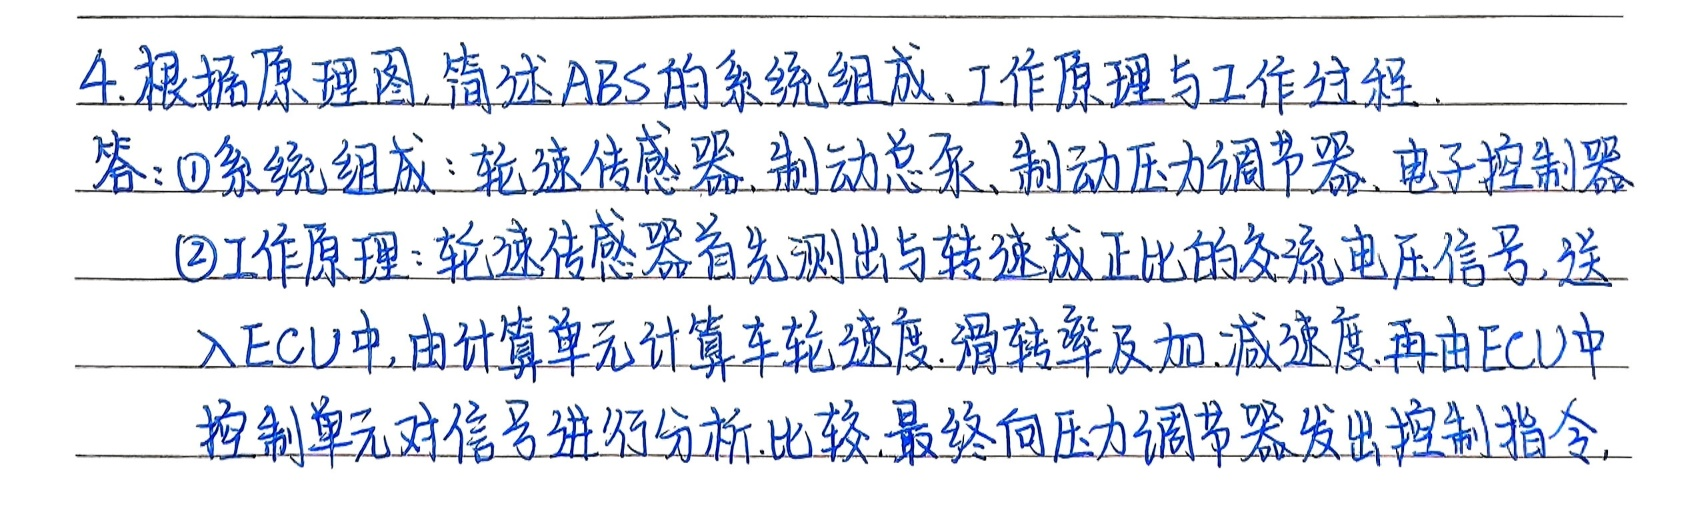 4.根据原理图,简述ABS的系统组成、工作原理与工作过程.
答:①系统组成:轮速传感器、制动总泵、制动压力调节器、电子控制器
②工作原理:轮速传感器首先测出与转速成正比的交流电压信号,送
入ECU中,由计算单元计算车轮速度.滑转率及加.减速度.再由ECU中
控制单元对信号进行分析.比较.最终向压力调节器发出控制指令,